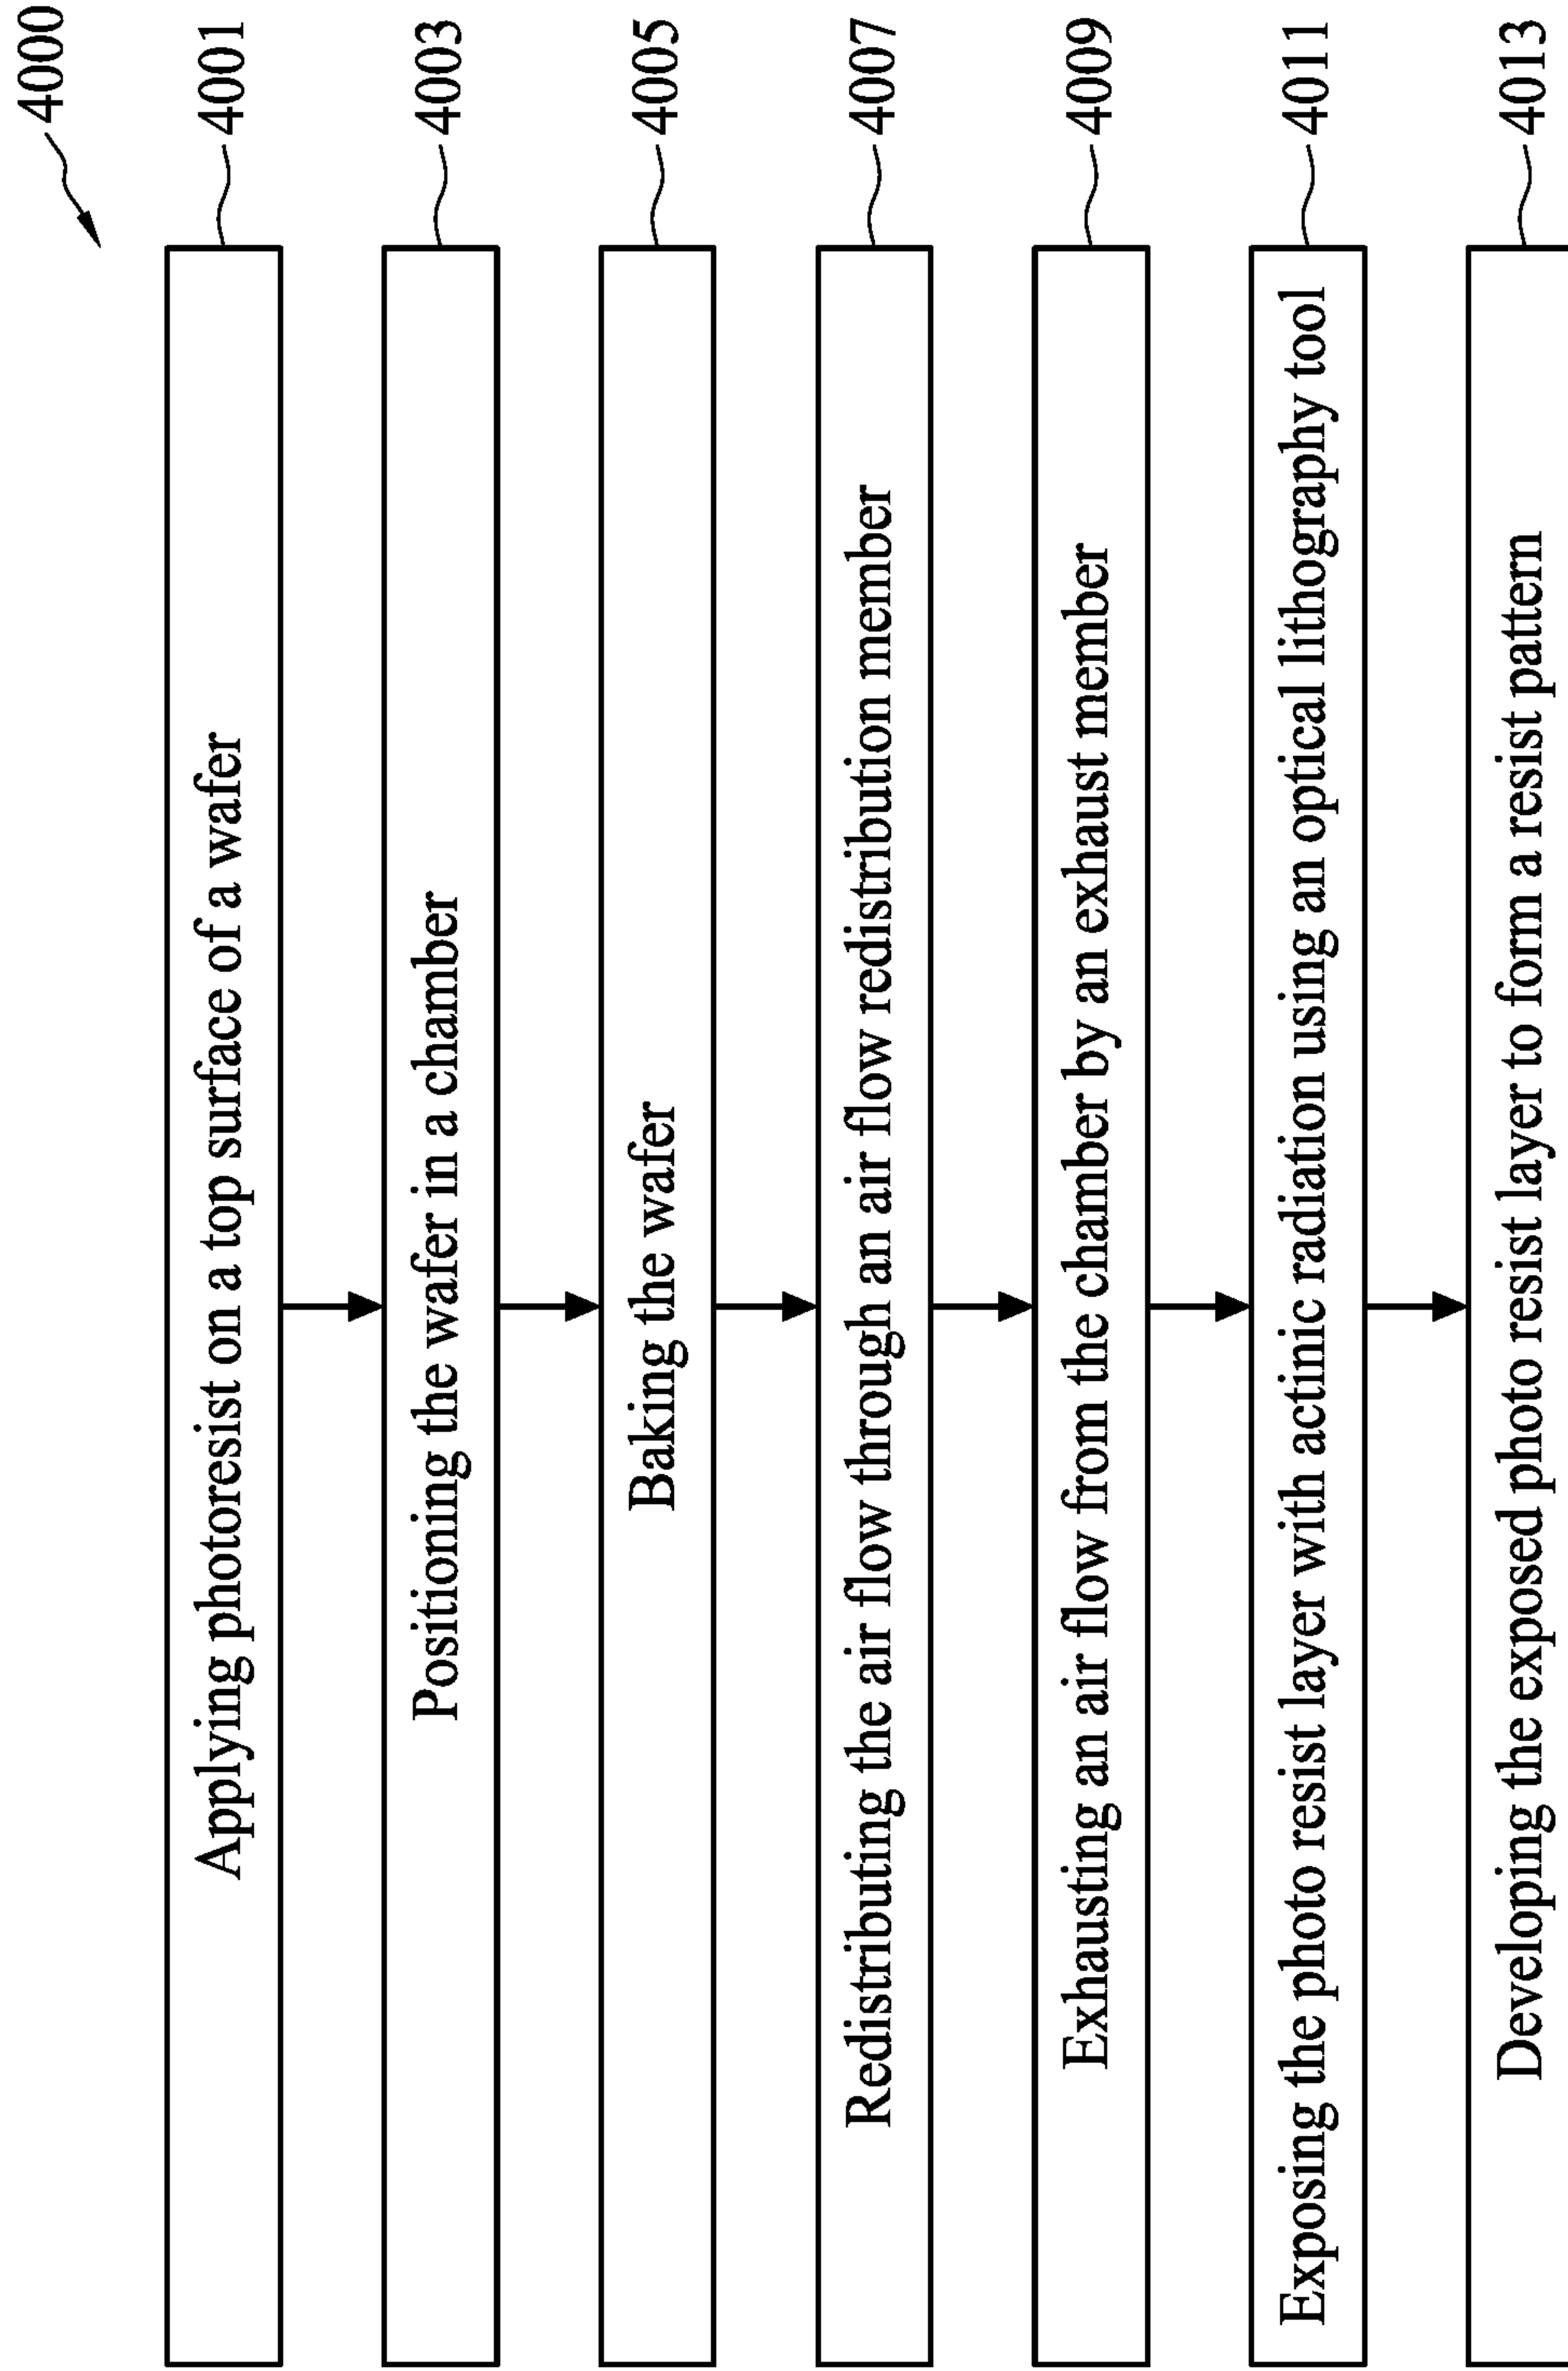 4000
Applying photoresist on a top surface of a wafer 4001
Positioning the wafer in a chamber 4003
Baking the wafer 4005
Redistributing the air flow through an air flow redistribution member 4007
Exhausting an air flow from the chamber by an exhaust member 4009
Exposing the photo resist layer with actinic radiation using an optical lithography tool 4011
Developing the exposed photo resist layer to form a resist pattern 4013